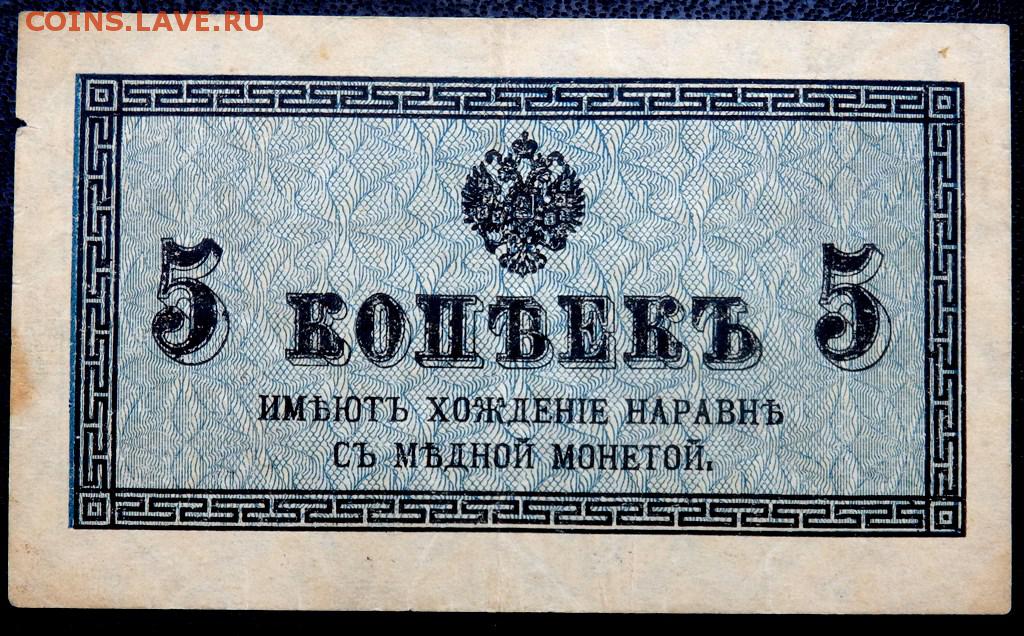 COINS.LAVE.RU
5 КОПѢЕКЪ 5
ИМѢЮТЪ ХОЖДЕНІЕ НАРАВНѢ
СЪ МѢДНОЙ МОНЕТОЙ.